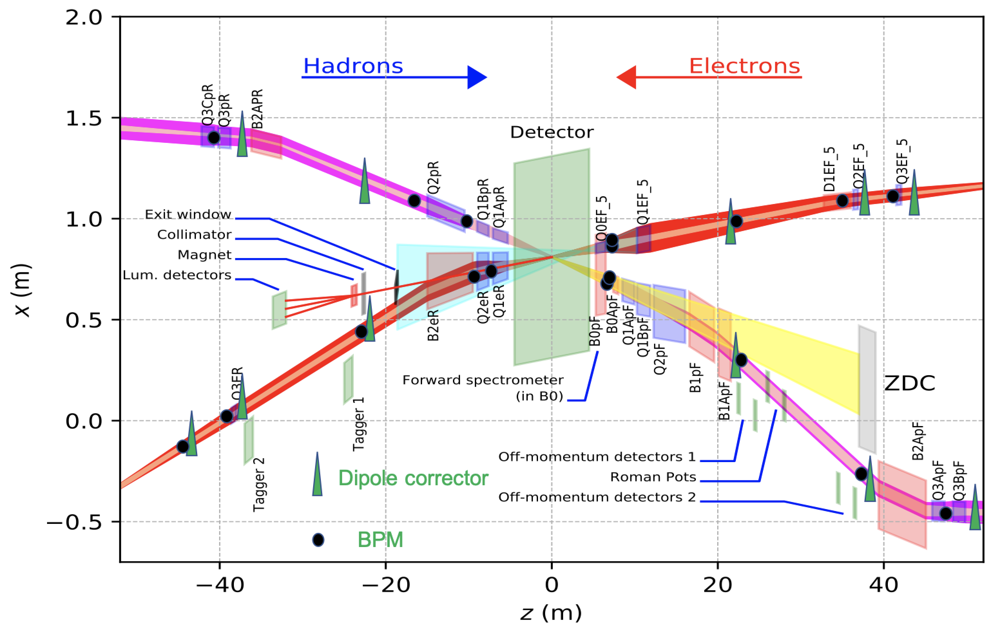 2.0
1.5
1.0
0.5
0.0
−0.5
x (m)
−40
−20
0
20
40
z (m)
Hadrons
Electrons
Q3CpR
Q3pR
B2APR
Q2pR
Q1BpR
Q1ApR
Detector
Exit window
Collimator
Magnet
Lum. detectors
B2eR
Q2eR
Q1eR
Q0EF_5
Q1EF_5
D1EF_5
Q2EF_5
Q3EF_5
B0pF
B0ApF
Q1ApF
Q1BpF
Q2pF
B1pF
B1ApF
Forward spectrometer
(in B0)
ZDC
Q3ER
Tagger 1
Tagger 2
Off-momentum detectors 1
Roman Pots
Off-momentum detectors 2
B2ApF
Q3ApF
Q3BpF
Dipole corrector
BPM